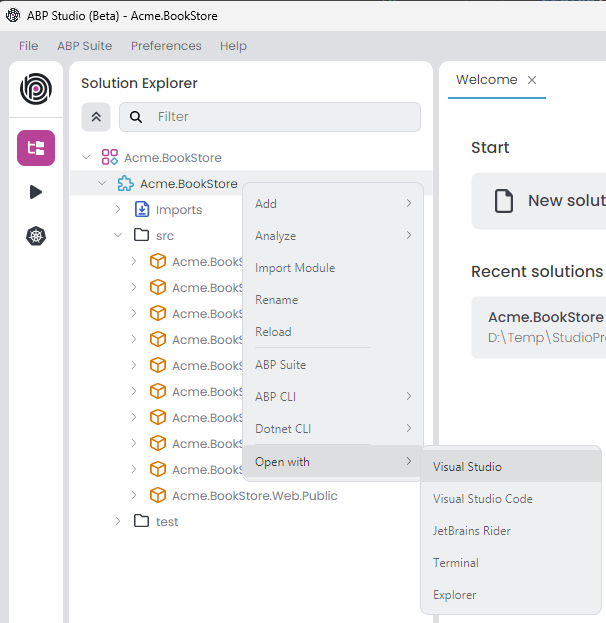 ABP Studio (Beta) - Acme.BookStore
File ABP Suite Preferences Help
Solution Explorer
Filter
Acme.BookStore
Acme.BookStore
Imports
src
Acme.BookS
Acme.BookS
Acme.BookS
Acme.BookS
Acme.BookS
Acme.BookS
Acme.BookS
Acme.BookS
Acme.BookS
Acme.BookStore.Web.Public
test
Add
Analyze
Import Module
Rename
Reload
ABP Suite
ABP CLI
Dotnet CLI
Open with
Visual Studio
Visual Studio Code
JetBrains Rider
Terminal
Explorer
Welcome
Start
New solut
Recent solutions
Acme.BookStore
D:\Temp\StudioPr